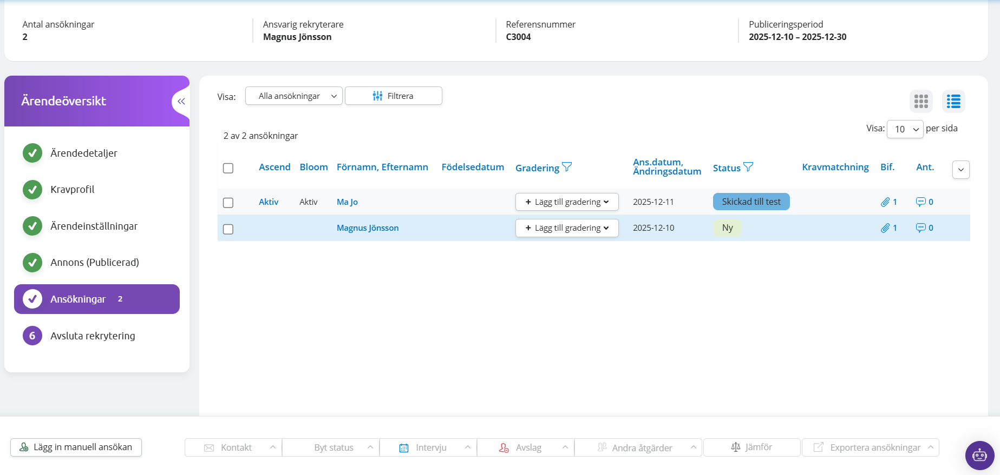 Antal ansökningar
2
Ansvarig rekryterare
Magnus Jönsson
Referensnummer
C3004
Publiceringsperiod
2025-12-10 – 2025-12-30
Ärendeöversikt
Ärendedetaljer
Kravprofil
Ärendeinställningar
Annons (Publicerad)
Ansökningar 2
6 Avsluta rekrytering
Visa: Alla ansökningar Filtrera
2 av 2 ansökningar
Visa: 10 per sida
Ascend Bloom Förnamn, Efternamn Födelsedatum Gradering Ans.datum, Ändringsdatum Status Kravmatchning Bif. Ant.
Aktiv Aktiv Ma Jo + Lägg till gradering 2025-12-11 Skickad till test 1 0
Magnus Jönsson + Lägg till gradering 2025-12-10 Ny 1 0
Lägg in manuell ansökan Kontakt Byt status Intervju Avslag Andra åtgärder Jämför Exportera ansökningar